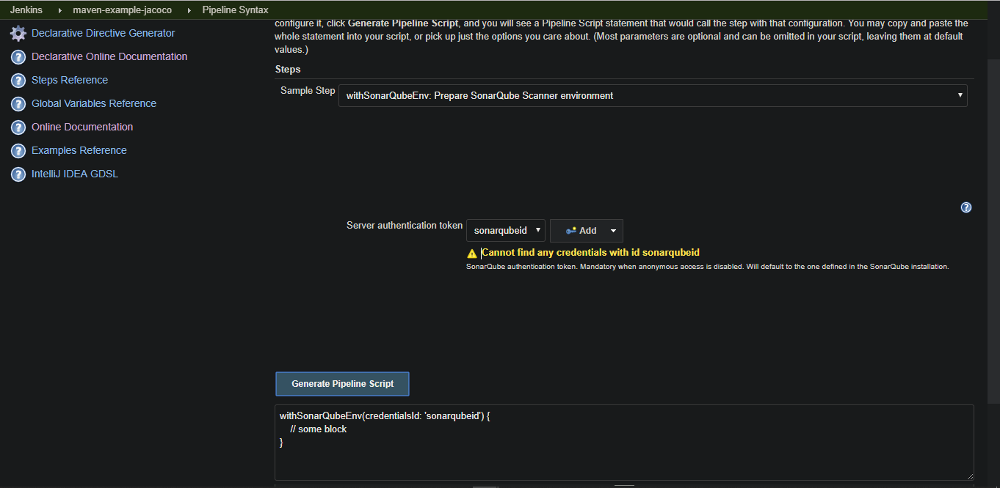 Jenkins maven-example-jacoco Pipeline Syntax
Declarative Directive Generator
Declarative Online Documentation
Steps Reference
Global Variables Reference
Online Documentation
Examples Reference
IntelliJ IDEA GDSL
configure it, click Generate Pipeline Script, and you will see a Pipeline Script statement that would call the step with that configuration. You may copy and paste the
whole statement into your script, or pick up just the options you care about. (Most parameters are optional and can be omitted in your script, leaving them at default
values.)
Steps
Sample Step withSonarQubeEnv: Prepare SonarQube Scanner environment
Server authentication token sonarqubeid Add
Cannot find any credentials with id sonarqubeid
SonarQube authentication token. Mandatory when anonymous access is disabled. Will default to the one defined in the SonarQube installation.
Generate Pipeline Script
withSonarQubeEnv(credentialsId: 'sonarqubeid') {
// some block
}